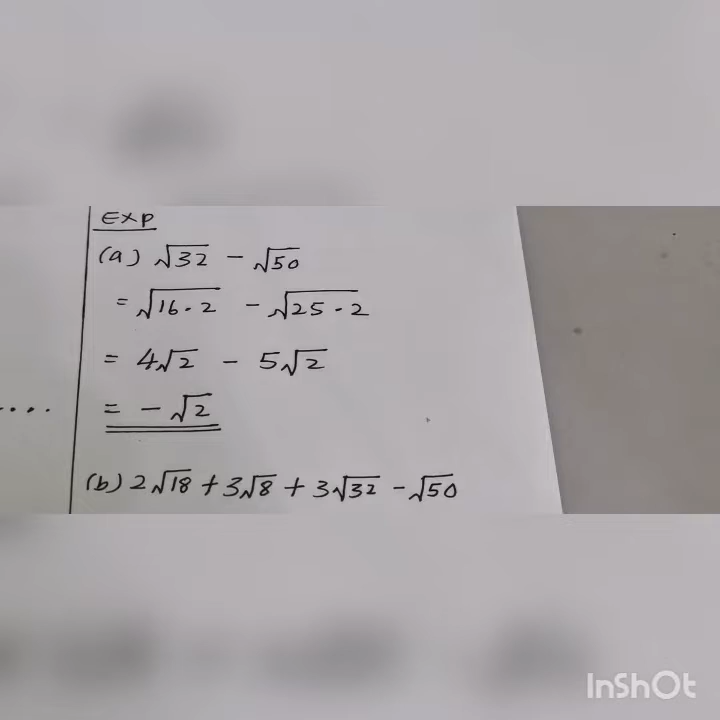 Exp
(a) √32 - √50
= √16·2 - √25·2
= 4√2 - 5√2
....
= -√2
(b) 2√18 + 3√8 + 3√32 - √50
InShOt